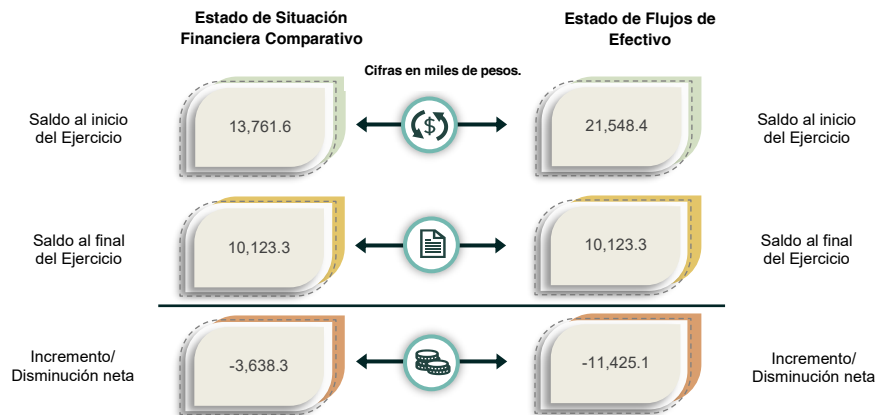 Estado de Situación
Financiera Comparativo
Estado de Flujos de
Efectivo
Cifras en miles de pesos.
Saldo al inicio
del Ejercicio
13,761.6
$
21,548.4
Saldo al inicio
del Ejercicio
Saldo al final
del Ejercicio
10,123.3
10,123.3
Saldo al final
del Ejercicio
Incremento/
Disminución neta
-3,638.3
-11,425.1
Incremento/
Disminución neta